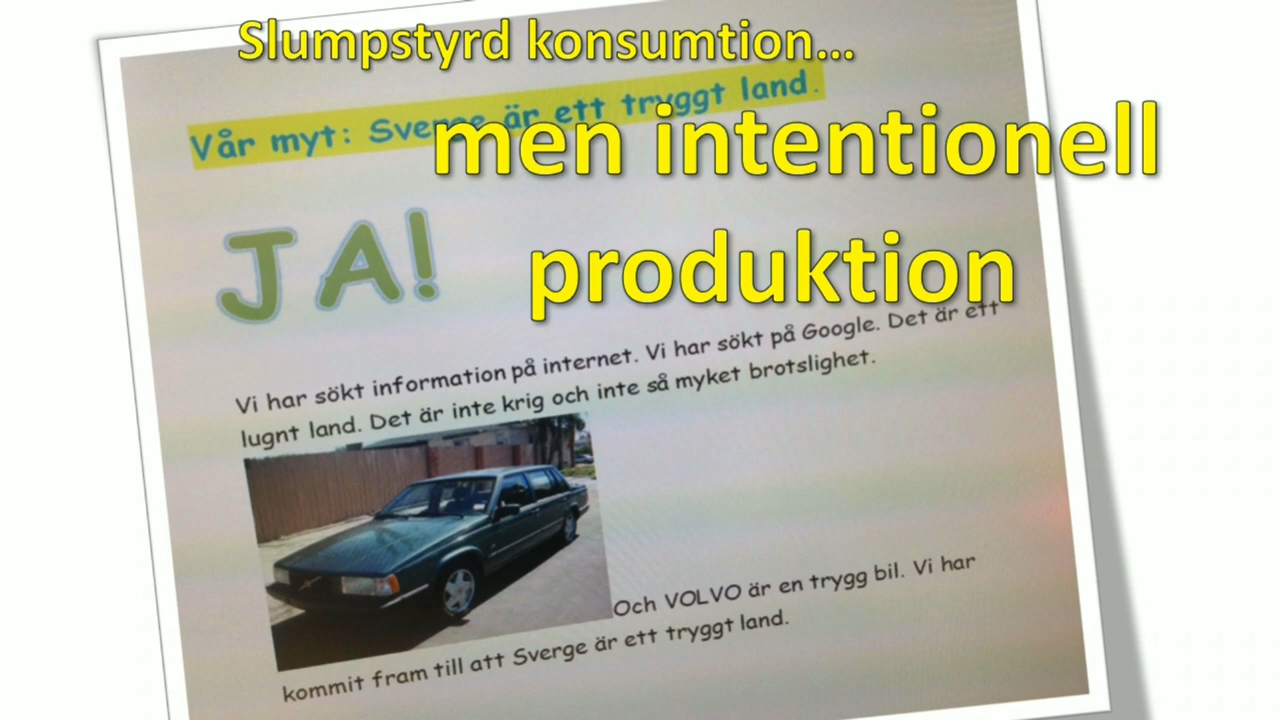 Slumpstyrd konsumtion...
Vår myt: Sverge är ett tryggt land.
men intentionell
JA!
produktion
Vi har sökt information på internet. Vi har sökt på Google. Det är ett
lugnt land. Det är inte krig och inte så myket brotslighet.
Och VOLVO är en trygg bil. Vi har
kommit fram till att Sverge är ett tryggt land.